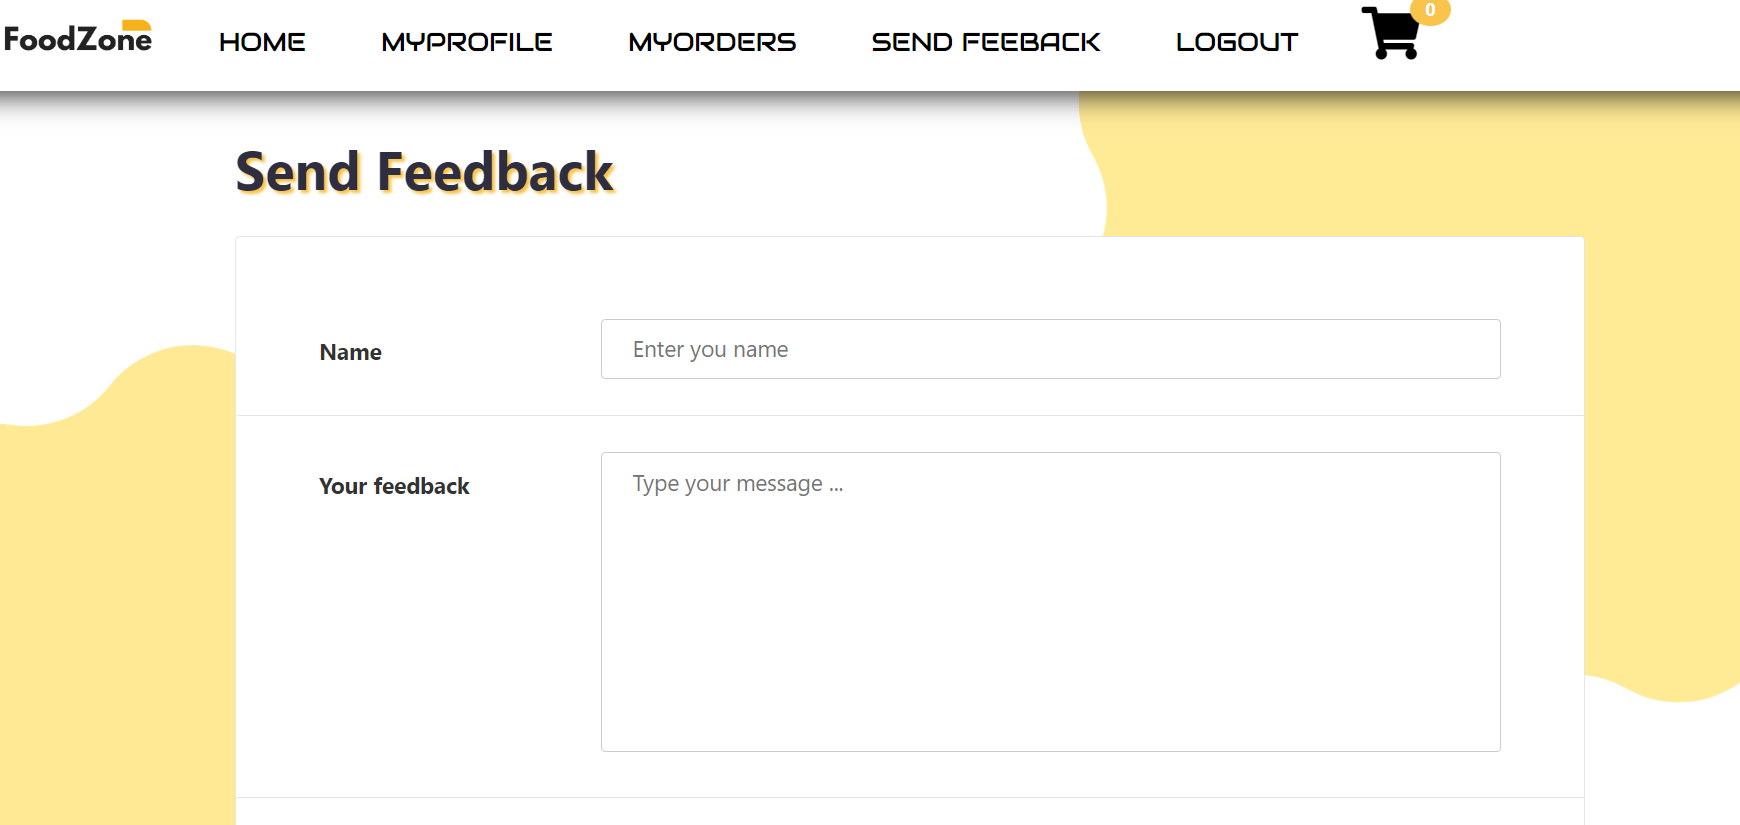 FoodZone HOME MYPROFILE MYORDERS SEND FEEBACK LOGOUT 0
Send Feedback
Name Enter you name
Your feedback Type your message ...